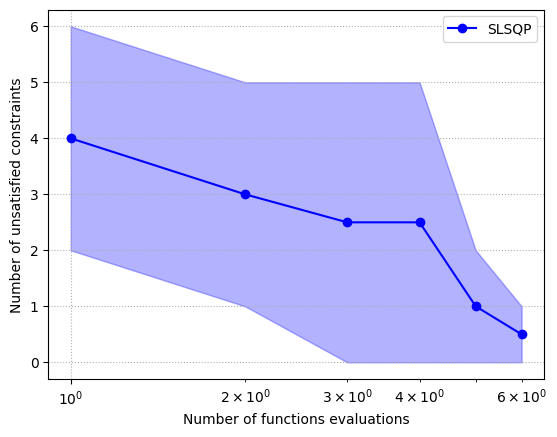 SLSQP
Number of unsatisfied constraints
6
5
4
3
2
1
0
10⁰
2 × 10⁰
3 × 10⁰
4 × 10⁰
6 × 10⁰
Number of functions evaluations